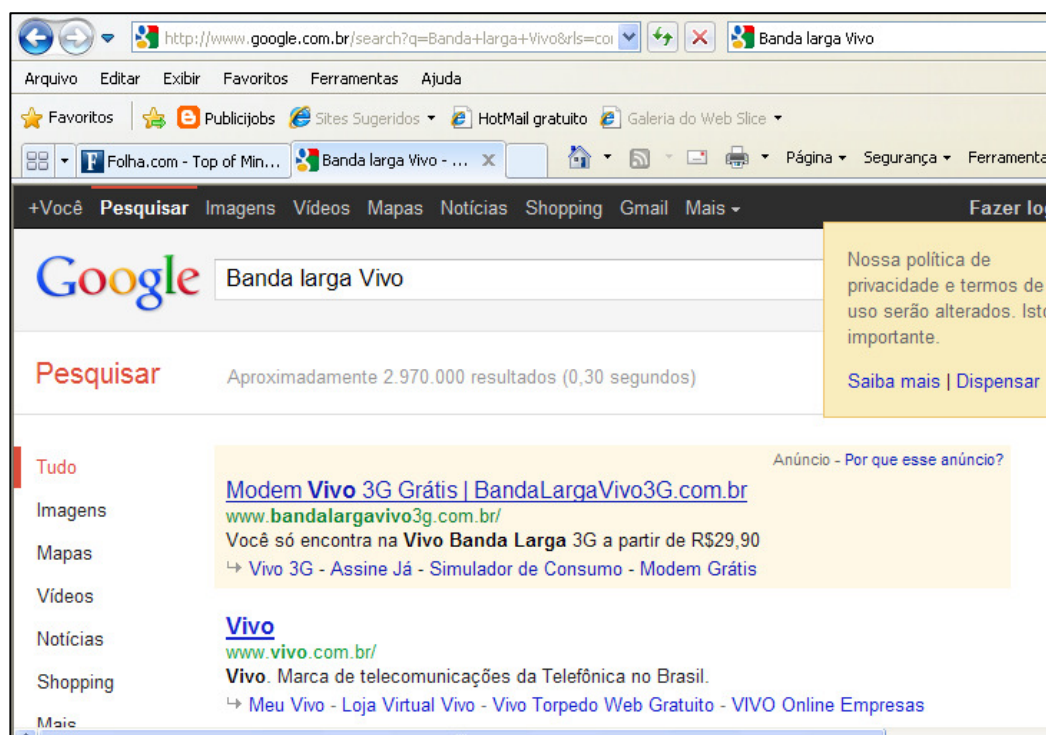 http://www.google.com.br/search?q=Banda+larga+Vivo&rls=co Banda larga Vivo
Arquivo Editar Exibir Favoritos Ferramentas Ajuda
Favoritos Publicijobs Sites Sugeridos HotMail gratuito Galeria do Web Slice
Folha.com - Top of Min... Banda larga Vivo - ... X Página Segurança Ferramenta
+Você Pesquisar Imagens Vídeos Mapas Notícias Shopping Gmail Mais Fazer lo
Google Banda larga Vivo
Nossa política de
privacidade e termos de
uso serão alterados. Isto
importante.
Saiba mais | Dispensar
Pesquisar Aproximadamente 2.970.000 resultados (0,30 segundos)
Tudo
Imagens
Mapas
Vídeos
Notícias
Shopping
Mais
Anúncio - Por que esse anúncio?
Modem Vivo 3G Grátis | BandaLargaVivo3G.com.br
www.bandalargavivo3g.com.br/
Você só encontra na Vivo Banda Larga 3G a partir de R$29,90
Vivo 3G - Assine Já - Simulador de Consumo - Modem Grátis
Vivo
www.vivo.com.br/
Vivo. Marca de telecomunicações da Telefônica no Brasil.
Meu Vivo - Loja Virtual Vivo - Vivo Torpedo Web Gratuito - VIVO Online Empresas